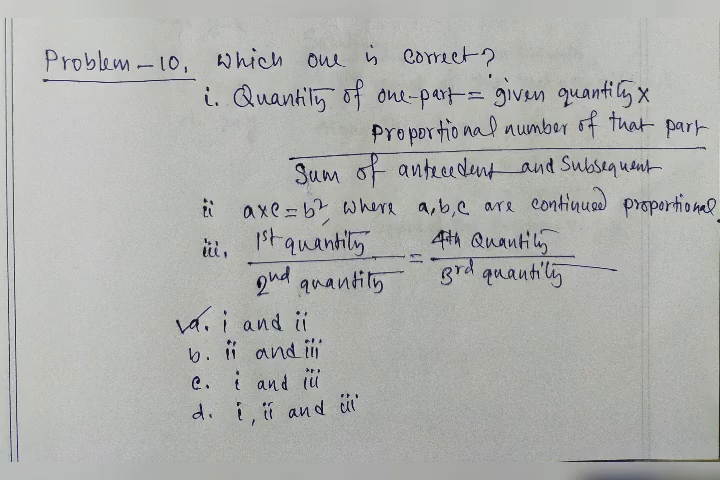 Problem - 10. Which one is correct?
i. Quantity of one-part = given quantity x
Proportional number of that part
Sum of antecedent and Subsequent
ii axc = b², where a, b, c are continued proportional.
iii. 1st quantity / 2nd quantity = 4th Quantity / 3rd quantity
a. i and ii
b. ii and iii
c. i and iii
d. i, ii and iii